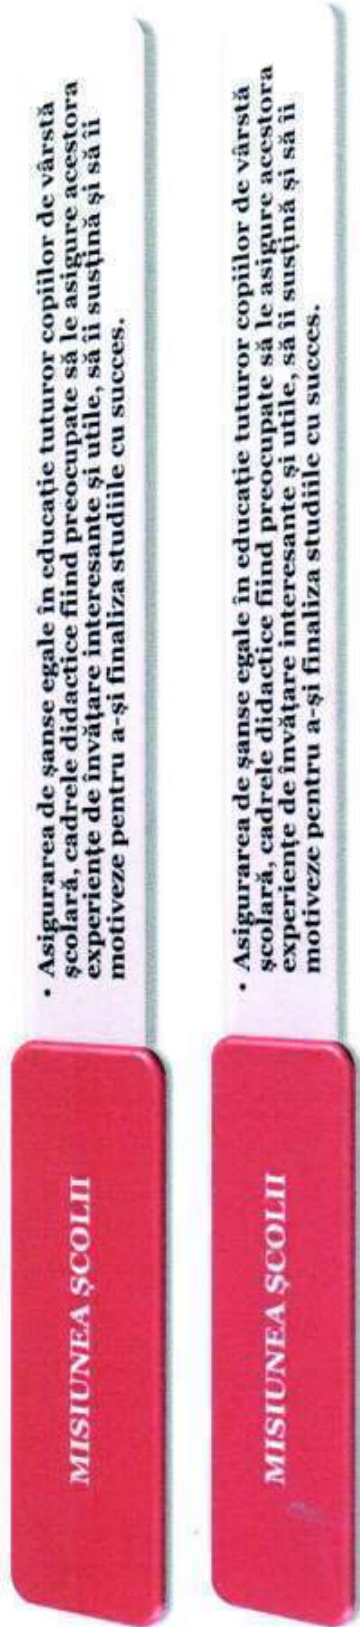 MISIUNEA ŞCOLII
• Asigurarea de şanse egale în educaţie tuturor copiilor de vârstă
şcolară, cadrele didactice fiind preocupate să le asigure acestora
experienţe de învăţare interesante şi utile, să îi susţină şi să îi
motiveze pentru a-şi finaliza studiile cu succes.
MISIUNEA ŞCOLII
• Asigurarea de şanse egale în educaţie tuturor copiilor de vârstă
şcolară, cadrele didactice fiind preocupate să le asigure acestora
experienţe de învăţare interesante şi utile, să îi susţină şi să îi
motiveze pentru a-şi finaliza studiile cu succes.